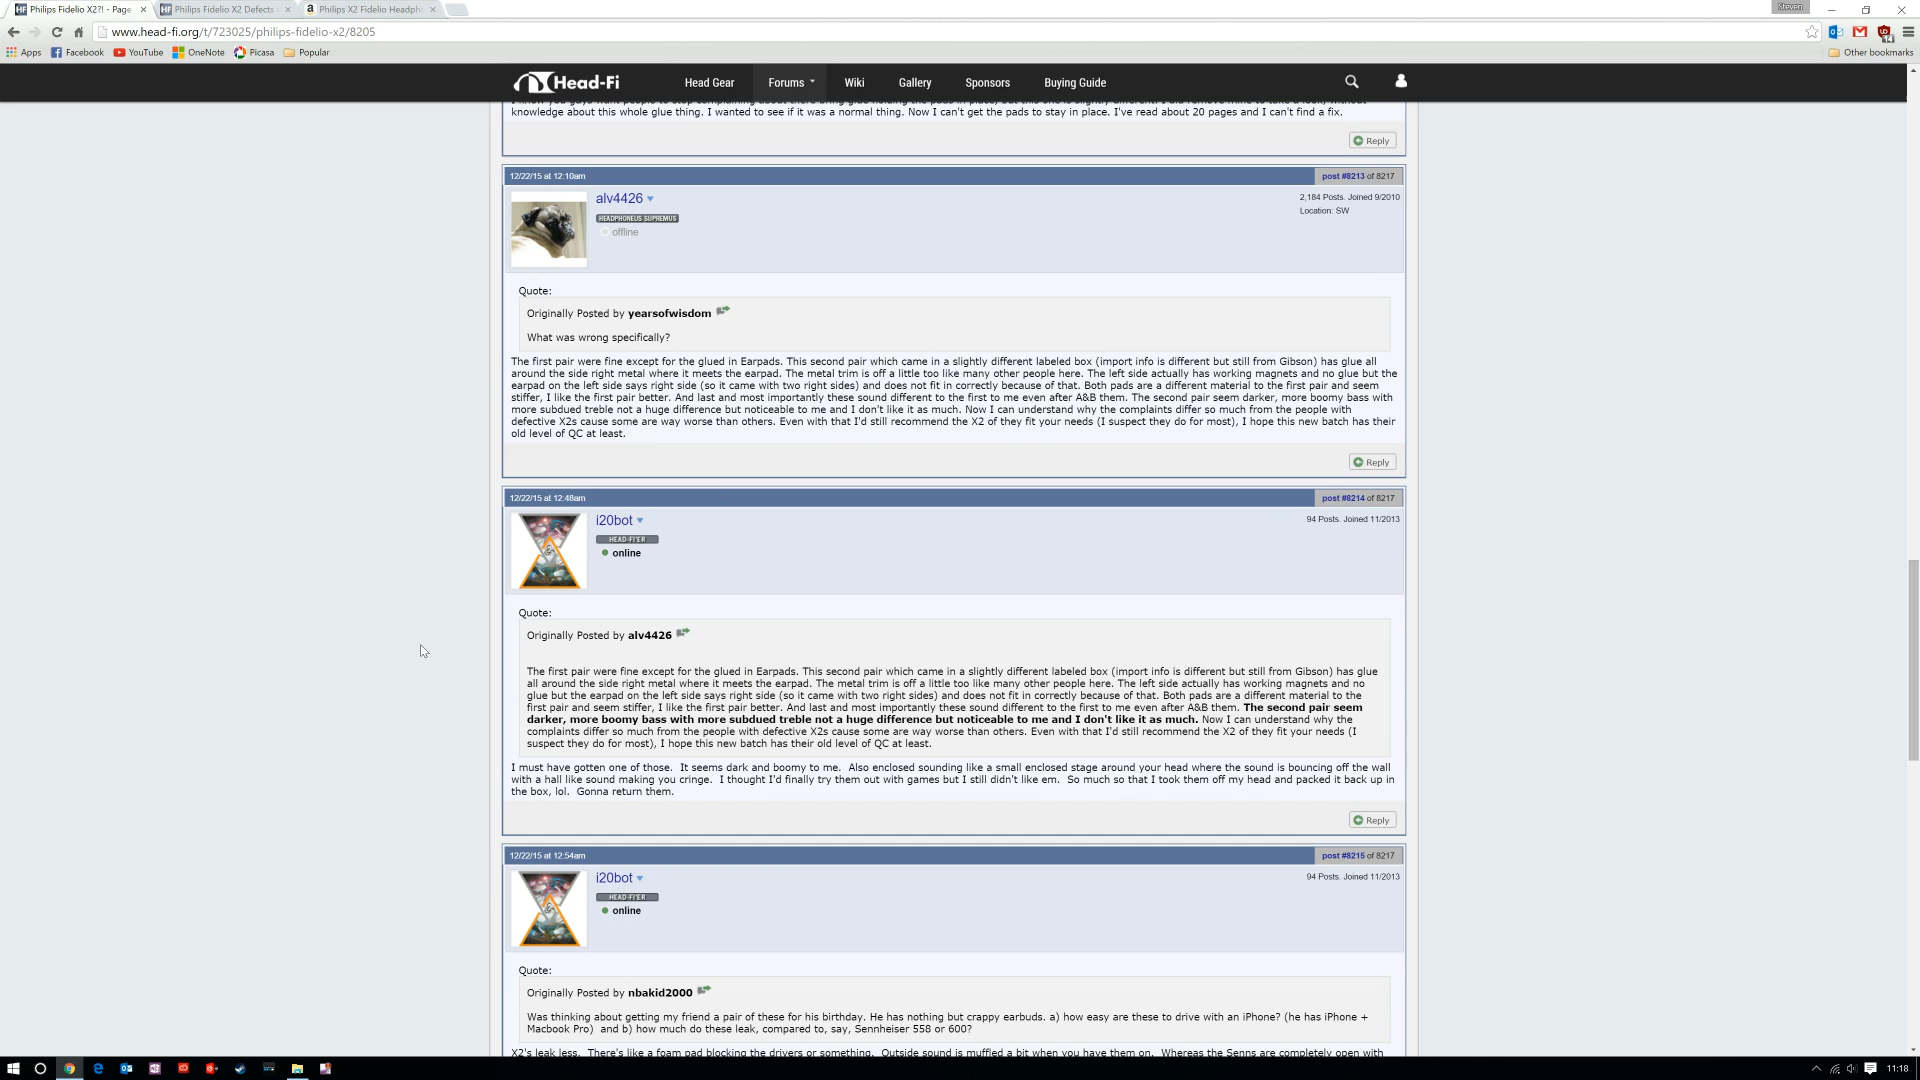 Philips Fidelio X2?! - Page
Philips Fidelio X2 Defects
Philips X2 Fidelio Headph
Steven
www.head-fi.org/t/723025/philips-fidelio-x2/8205
Apps Facebook YouTube OneNote Picasa Popular Other bookmarks
Head-Fi Head Gear Forums Wiki Gallery Sponsors Buying Guide
knowledge about this whole glue thing. I wanted to see if it was a normal thing. Now I can't get the pads to stay in place. I've read about 20 pages and I can't find a fix.
Reply
12/22/15 at 12:10am post #8213 of 8217
alv4426 2,184 Posts. Joined 9/2010
HEADPHONEUS SUPREMUS Location: SW
offline
Quote:
Originally Posted by yearsofwisdom
What was wrong specifically?
The first pair were fine except for the glued in Earpads. This second pair which came in a slightly different labeled box (import info is different but still from Gibson) has glue all
around the side right metal where it meets the earpad. The metal trim is off a little too like many other people here. The left side actually has working magnets and no glue but the
earpad on the left side says right side (so it came with two right sides) and does not fit in correctly because of that. Both pads are a different material to the first pair and seem
stiffer, I like the first pair better. And last and most importantly these sound different to the first to me even after A&B them. The second pair seem darker, more boomy bass with
more subdued treble not a huge difference but noticeable to me and I don't like it as much. Now I can understand why the complaints differ so much from the people with
defective X2s cause some are way worse than others. Even with that I'd still recommend the X2 of they fit your needs (I suspect they do for most), I hope this new batch has their
old level of QC at least.
Reply
12/22/15 at 12:48am post #8214 of 8217
i20bot 94 Posts. Joined 11/2013
HEAD-FI'ER
online
Quote:
Originally Posted by alv4426
The first pair were fine except for the glued in Earpads. This second pair which came in a slightly different labeled box (import info is different but still from Gibson) has glue
all around the side right metal where it meets the earpad. The metal trim is off a little too like many other people here. The left side actually has working magnets and no
glue but the earpad on the left side says right side (so it came with two right sides) and does not fit in correctly because of that. Both pads are a different material to the
first pair and seem stiffer, I like the first pair better. And last and most importantly these sound different to the first to me even after A&B them. The second pair seem
darker, more boomy bass with more subdued treble not a huge difference but noticeable to me and I don't like it as much. Now I can understand why the
complaints differ so much from the people with defective X2s cause some are way worse than others. Even with that I'd still recommend the X2 of they fit your needs (I
suspect they do for most), I hope this new batch has their old level of QC at least.
I must have gotten one of those. It seems dark and boomy to me. Also enclosed sounding like a small enclosed stage around your head where the sound is bouncing off the wall
with a hall like sound making you cringe. I thought I'd finally try them out with games but I still didn't like em. So much so that I took them off my head and packed it back up in
the box, lol. Gonna return them.
Reply
12/22/15 at 12:54am post #8215 of 8217
i20bot 94 Posts. Joined 11/2013
HEAD-FI'ER
online
Quote:
Originally Posted by nbakid2000
Was thinking about getting my friend a pair of these for his birthday. He has nothing but crappy earbuds. a) how easy are these to drive with an iPhone? (he has iPhone +
Macbook Pro) and b) how much do these leak, compared to, say, Sennheiser 558 or 600?
X2's leak less. There's like a foam pad blocking the drivers or something. Outside sound is muffled a bit when you have them on. Whereas the Senns are completely open with
11:18